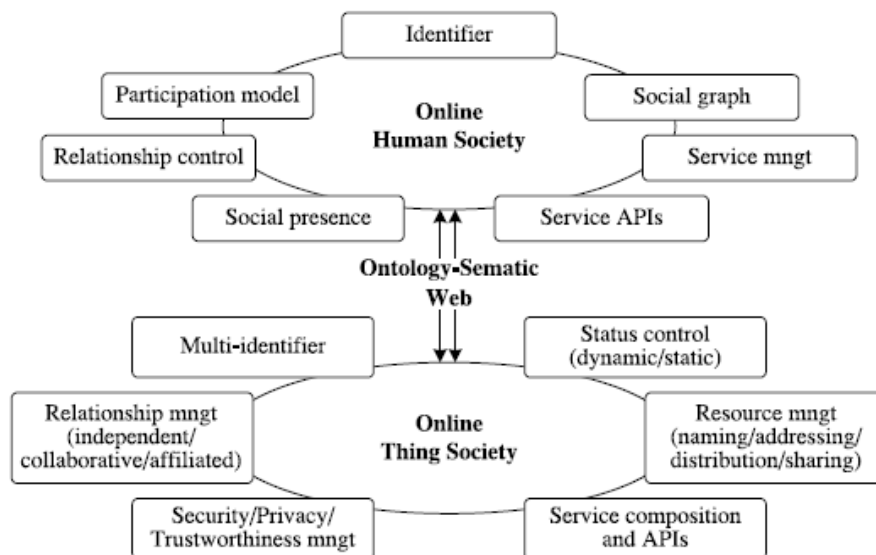 Identifier
Participation model
Social graph
Online
Human Society
Relationship control
Service mngt
Social presence
Service APIs
Ontology-Sematic
Web
Multi-identifier
Status control
(dynamic/static)
Relationship mngt
(independent/
collaborative/affiliated)
Online
Thing Society
Resource mngt
(naming/addressing/
distribution/sharing)
Security/Privacy/
Trustworthiness mngt
Service composition
and APIs